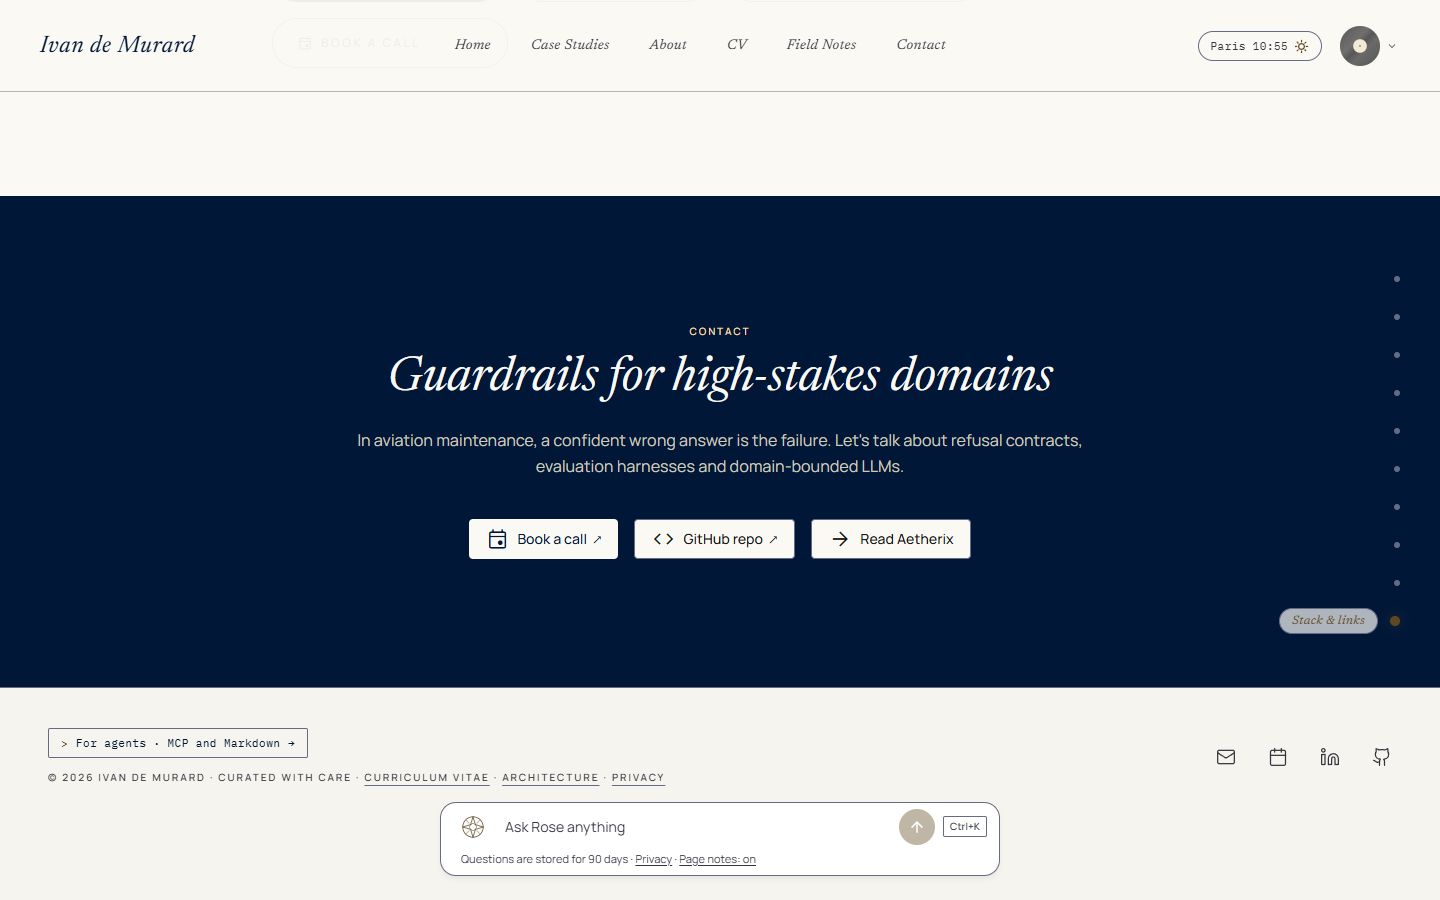 Ivan de Murard
BOOK A CALL
Home
Case Studies
About
CV
Field Notes
Contact
Paris 10:55
CONTACT
Guardrails for high-stakes domains
In aviation maintenance, a confident wrong answer is the failure. Let's talk about refusal contracts,
evaluation harnesses and domain-bounded LLMs.
Book a call ↗
GitHub repo ↗
Read Aetherix
Stack & links
> For agents · MCP and Markdown →
© 2026 IVAN DE MURARD · CURATED WITH CARE · CURRICULUM VITAE · ARCHITECTURE · PRIVACY
Ask Rose anything
Ctrl+K
Questions are stored for 90 days · Privacy · Page notes: on